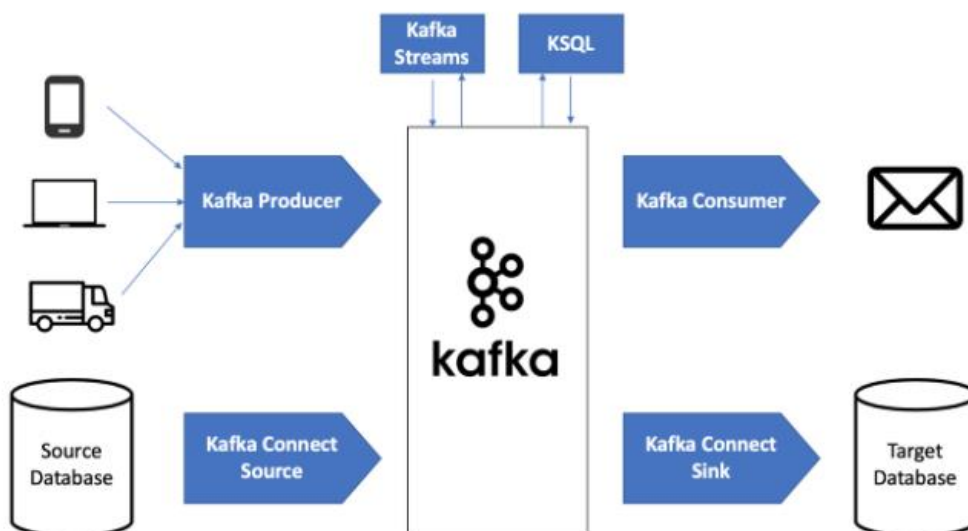 Kafka
Streams
KSQL
Kafka Producer
Kafka Consumer
kafka
Source
Database
Kafka Connect
Source
Kafka Connect
Sink
Target
Database